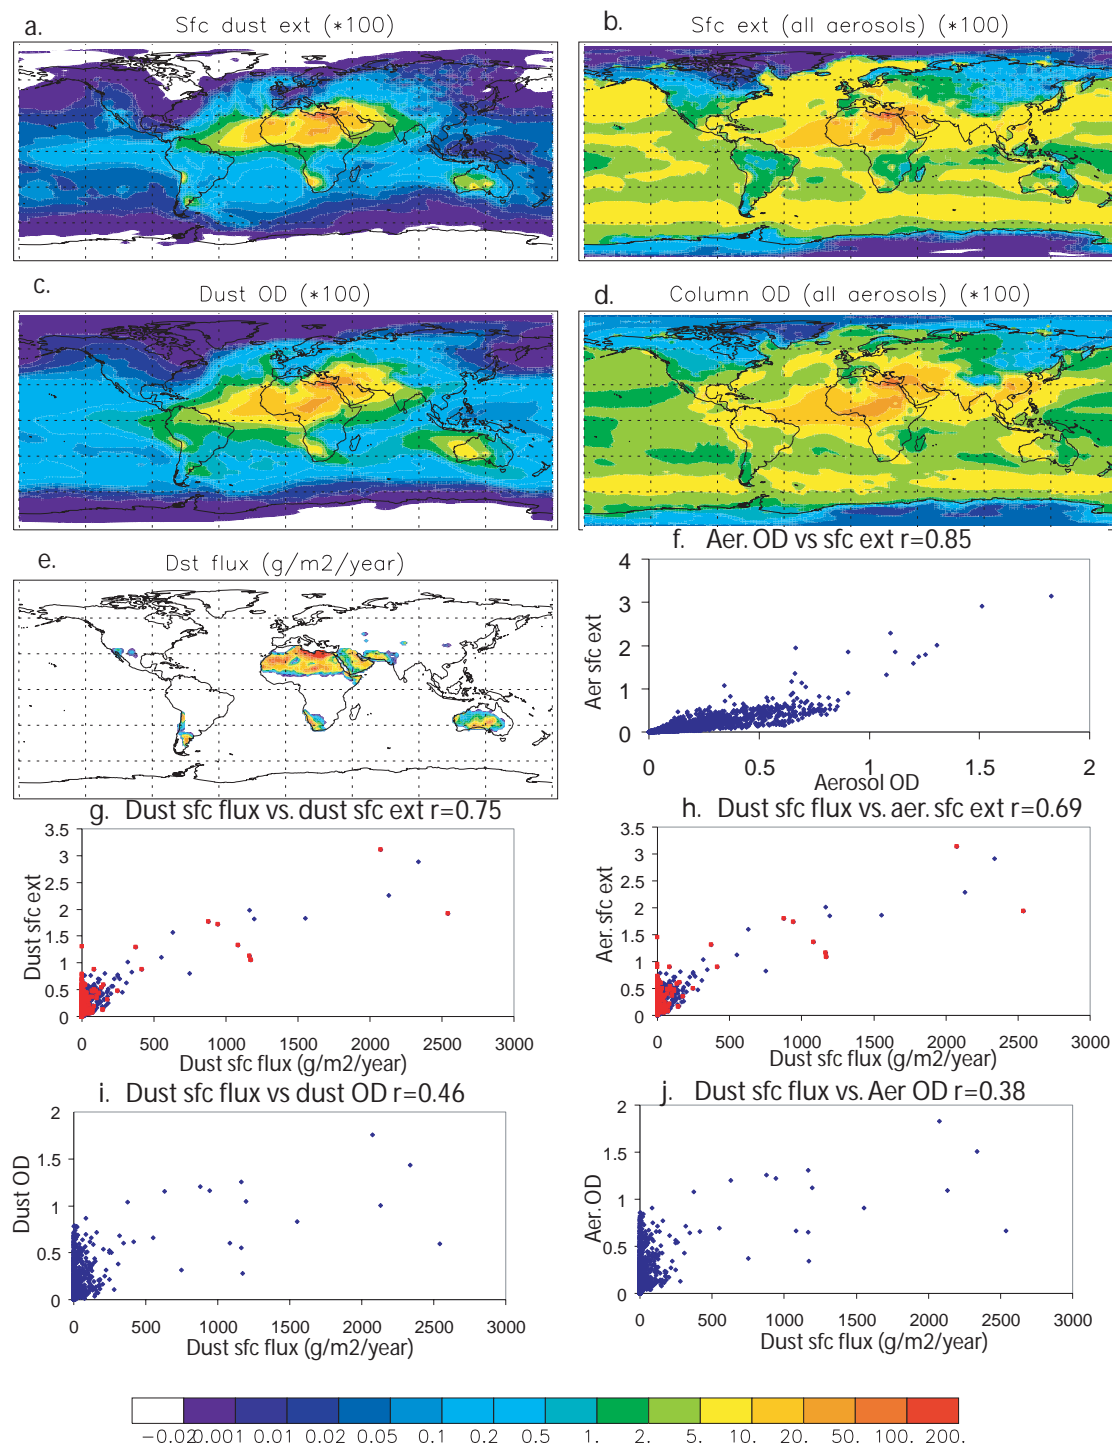 a.
Sfc dust ext (*100)
b.
Sfc ext (all aerosols) (*100)
c.
Dust OD (*100)
d.
Column OD (all aerosols) (*100)
e.
Dst flux (g/m2/year)
f. Aer. OD vs sfc ext r=0.85
4
3
2
1
0
Aer sfc ext
0 0.5 1 1.5 2
Aerosol OD
g. Dust sfc flux vs. dust sfc ext r=0.75
3.5
3
2.5
2
1.5
1
0.5
0
Dust sfc ext
0 500 1000 1500 2000 2500 3000
Dust sfc flux (g/m2/year)
h. Dust sfc flux vs. aer. sfc ext r=0.69
3.5
3
2.5
2
1.5
1
0.5
0
Aer. sfc ext
0 500 1000 1500 2000 2500 3000
Dust sfc flux (g/m2/year)
i. Dust sfc flux vs dust OD r=0.46
2
1.5
1
0.5
0
Dust OD
0 500 1000 1500 2000 2500 3000
Dust sfc flux (g/m2/year)
j. Dust sfc flux vs. Aer OD r=0.38
2
1.5
1
0.5
0
Aer. OD
0 500 1000 1500 2000 2500 3000
Dust sfc flux (g/m2/year)
−0.02 0.001 0.01 0.02 0.05 0.1 0.2 0.5 1. 2. 5. 10. 20. 50. 100. 200.